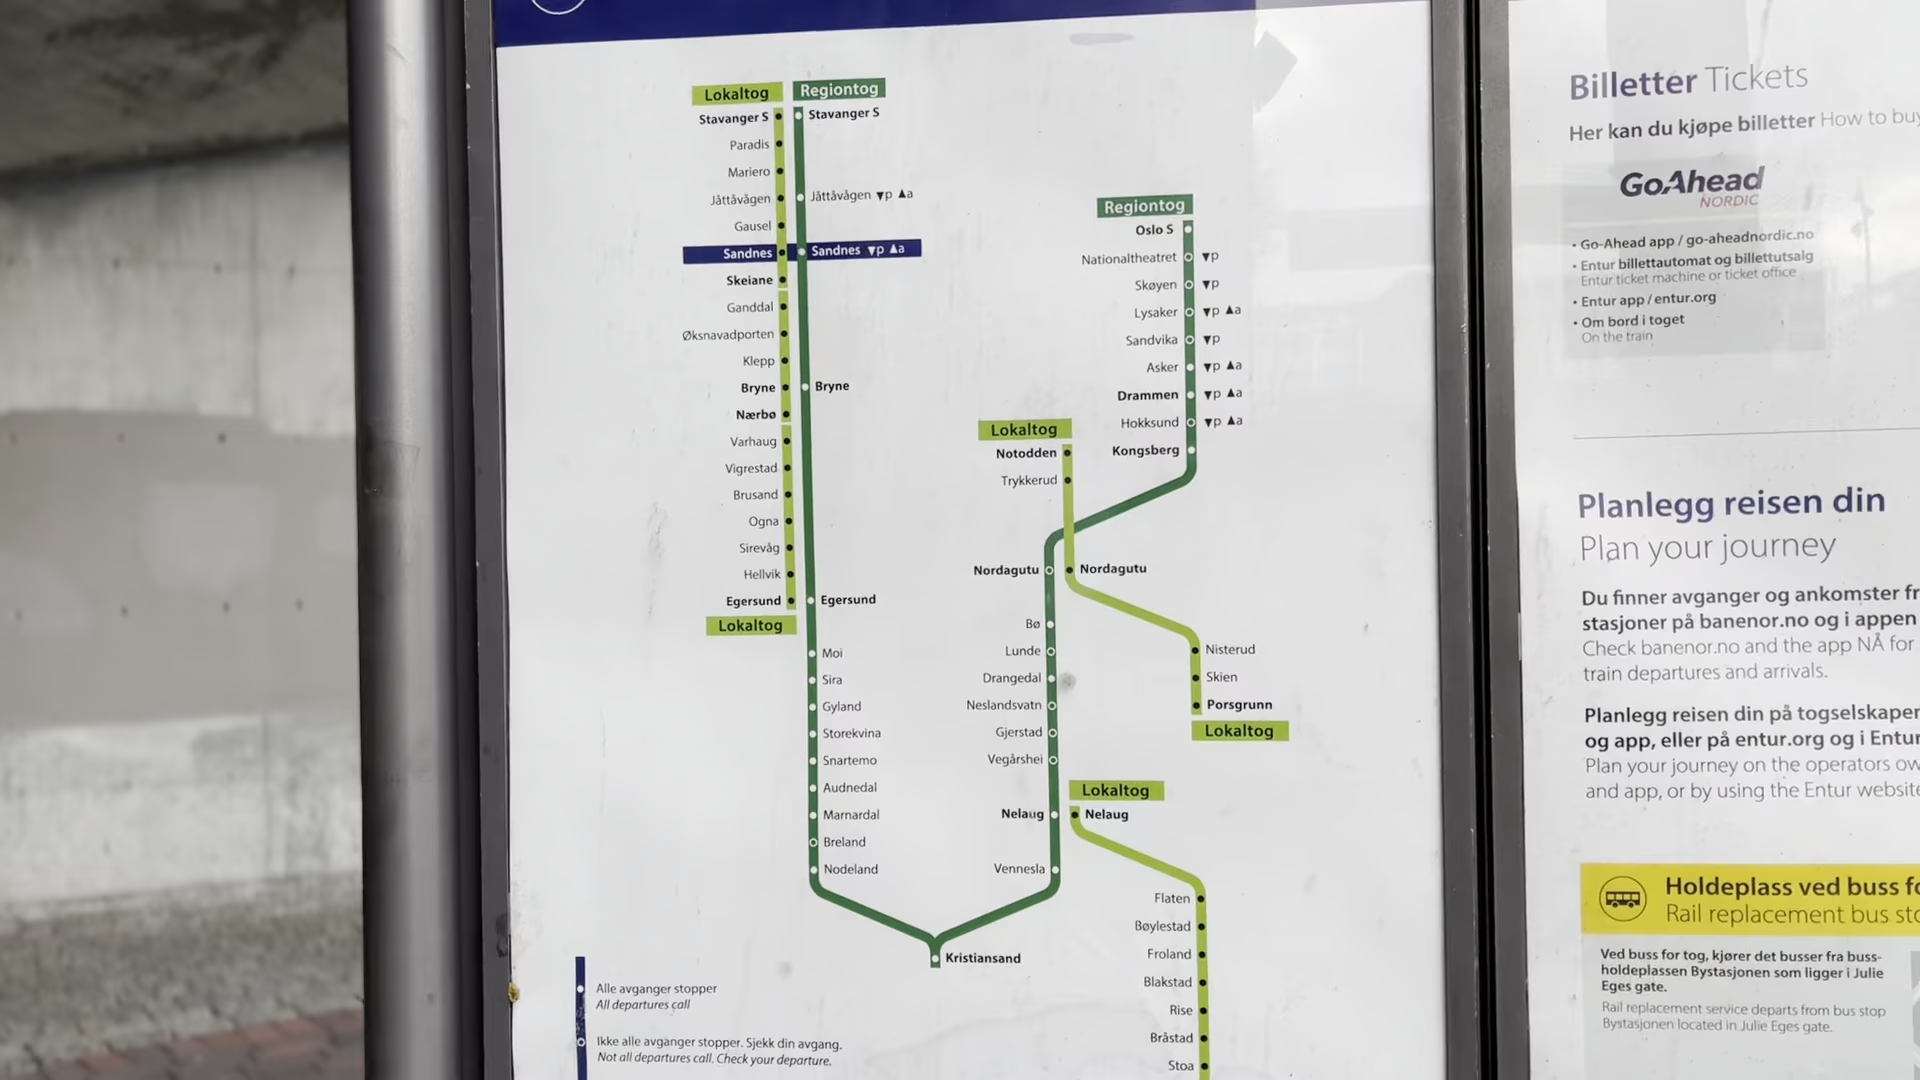 Lokaltog
Regiontog
Stavanger S
Stavanger S
Paradis
Mariero
Jåttåvågen
Jåttåvågen ▼p ▲a
Gausel
Sandnes
Sandnes ▼p ▲a
Skeiane
Ganddal
Øksnavadporten
Klepp
Bryne
Bryne
Nærbø
Varhaug
Vigrestad
Brusand
Ogna
Sirevåg
Hellvik
Egersund
Egersund
Lokaltog
Moi
Sira
Gyland
Storekvina
Snartemo
Audnedal
Marnardal
Breland
Nodeland
Kristiansand
Regiontog
Oslo S
Nationaltheatret ▼p
Skøyen ▼p
Lysaker ▼p ▲a
Sandvika ▼p
Asker ▼p ▲a
Drammen ▼p ▲a
Hokksund ▼p ▲a
Kongsberg
Lokaltog
Notodden
Trykkerud
Nordagutu
Nordagutu
Bø
Lunde
Drangedal
Neslandsvatn
Gjerstad
Vegårshei
Nelaug
Vennesla
Nisterud
Skien
Porsgrunn
Lokaltog
Lokaltog
Nelaug
Flaten
Bøylestad
Froland
Blakstad
Rise
Bråstad
Stoa
Alle avganger stopper
All departures call
Ikke alle avganger stopper. Sjekk din avgang.
Not all departures call. Check your departure.
Billetter Tickets
Her kan du kjøpe billetter How to buy
GoAhead
NORDIC
• Go-Ahead app / go-aheadnordic.no
• Entur billettautomat og billettutsalg
Entur ticket machine or ticket office
• Entur app / entur.org
• Om bord i toget
On the train
Planlegg reisen din
Plan your journey
Du finner avganger og ankomster fr
stasjoner på banenor.no og i appen
Check banenor.no and the app NÅ for
train departures and arrivals.
Planlegg reisen din på togselskaper
og app, eller på entur.org og i Entur
Plan your journey on the operators ow
and app, or by using the Entur website
Holdeplass ved buss fo
Rail replacement bus sto
Ved buss for tog, kjører det busser fra buss-
holdeplassen Bystasjonen som ligger i Julie
Eges gate.
Rail replacement service departs from bus stop
Bystasjonen located in Julie Eges gate.